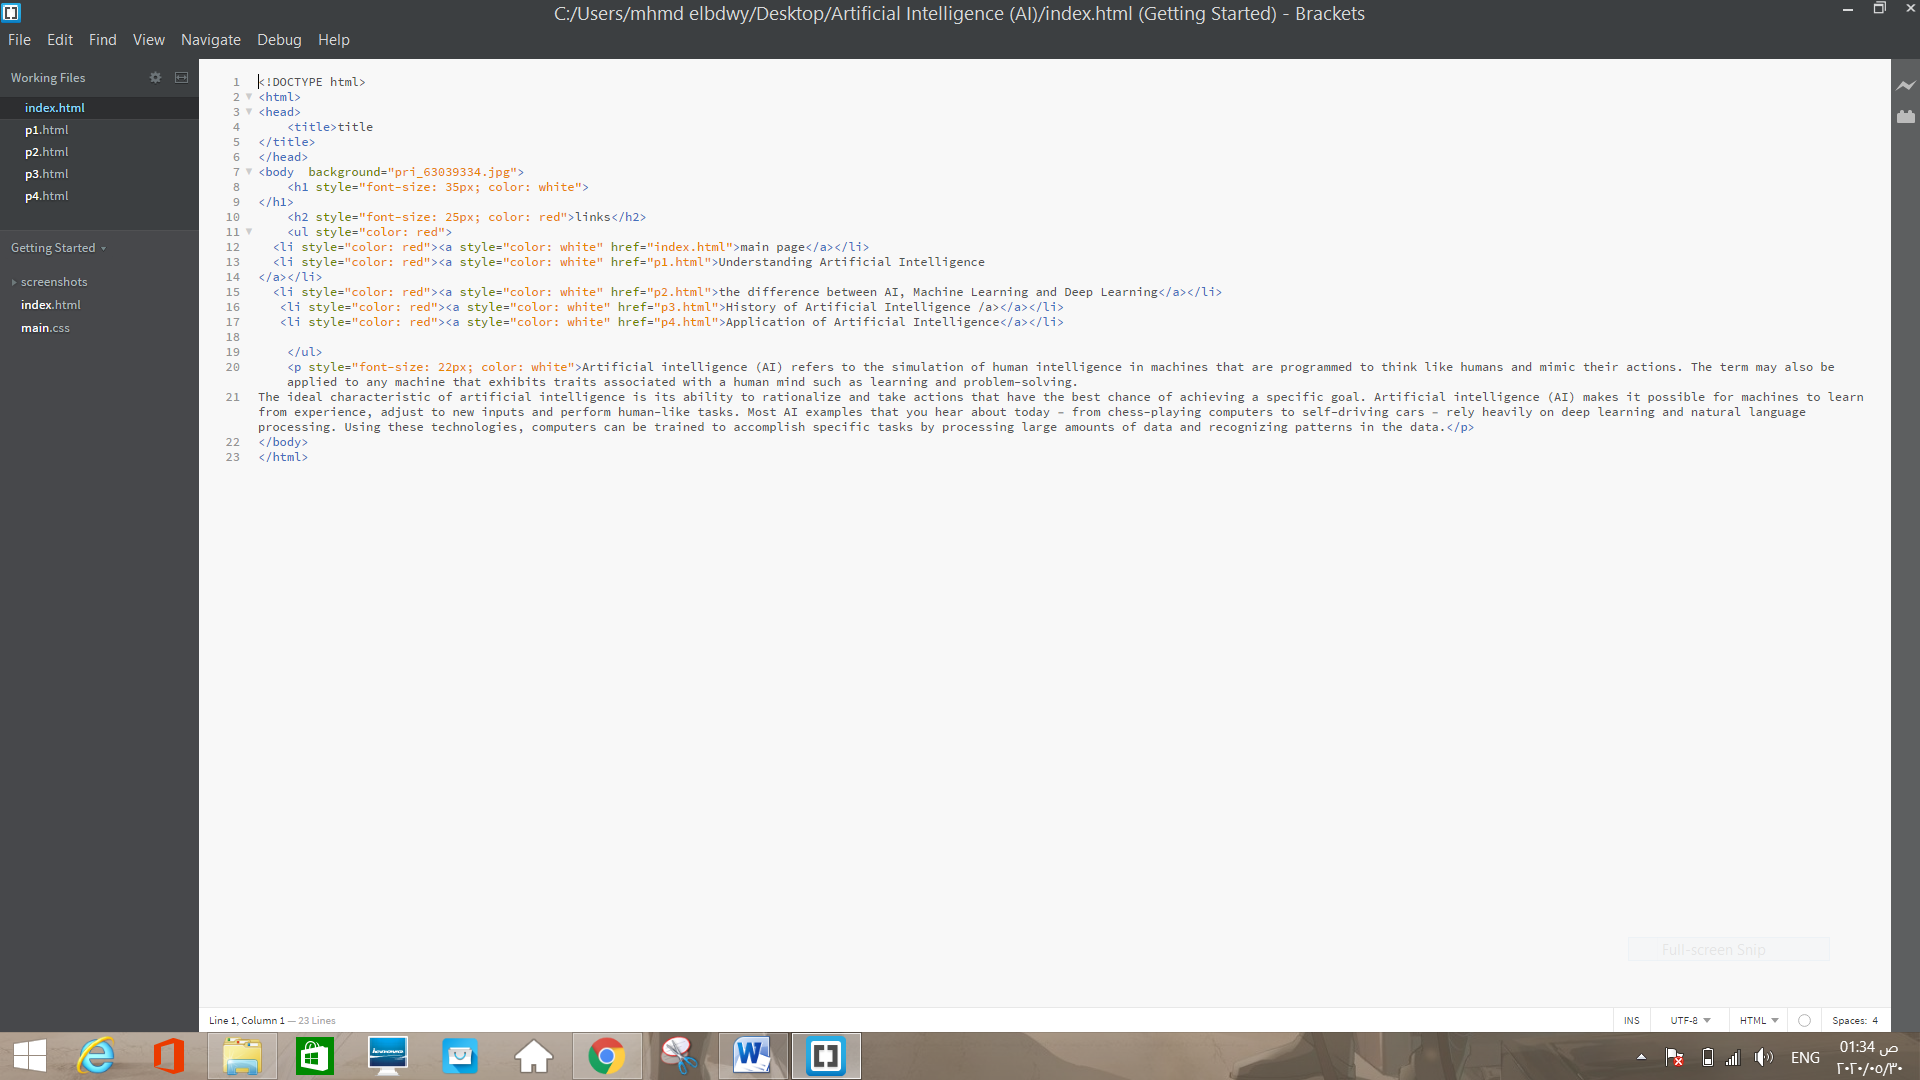 C:/Users/mhmd elbdwy/Desktop/Artificial Intelligence (AI)/index.html (Getting Started) - Brackets
File Edit Find View Navigate Debug Help
Working Files
index.html
p1.html
p2.html
p3.html
p4.html
Getting Started
screenshots
index.html
main.css
1 <!DOCTYPE html>
2 <html>
3 <head>
4 <title>title
5 </title>
6 </head>
7 <body  background="pri_63039334.jpg">
8 <h1 style="font-size: 35px; color: white">
9 </h1>
10 <h2 style="font-size: 25px; color: red">links</h2>
11 <ul style="color: red">
12 <li style="color: red"><a style="color: white" href="index.html">main page</a></li>
13 <li style="color: red"><a style="color: white" href="p1.html">Understanding Artificial Intelligence
14 </a></li>
15 <li style="color: red"><a style="color: white" href="p2.html">the difference between AI, Machine Learning and Deep Learning</a></li>
16 <li style="color: red"><a style="color: white" href="p3.html">History of Artificial Intelligence /a></a></li>
17 <li style="color: red"><a style="color: white" href="p4.html">Application of Artificial Intelligence</a></li>
18
19 </ul>
20 <p style="font-size: 22px; color: white">Artificial intelligence (AI) refers to the simulation of human intelligence in machines that are programmed to think like humans and mimic their actions. The term may also be
applied to any machine that exhibits traits associated with a human mind such as learning and problem-solving.
21 The ideal characteristic of artificial intelligence is its ability to rationalize and take actions that have the best chance of achieving a specific goal. Artificial intelligence (AI) makes it possible for machines to learn
from experience, adjust to new inputs and perform human-like tasks. Most AI examples that you hear about today – from chess-playing computers to self-driving cars – rely heavily on deep learning and natural language
processing. Using these technologies, computers can be trained to accomplish specific tasks by processing large amounts of data and recognizing patterns in the data.</p>
22 </body>
23 </html>
Full-screen Snip
Line 1, Column 1 — 23 Lines
INS UTF-8 HTML Spaces: 4
lenovo
ENG
01:34 ص
٢٠٢٠/٠٥/٣٠